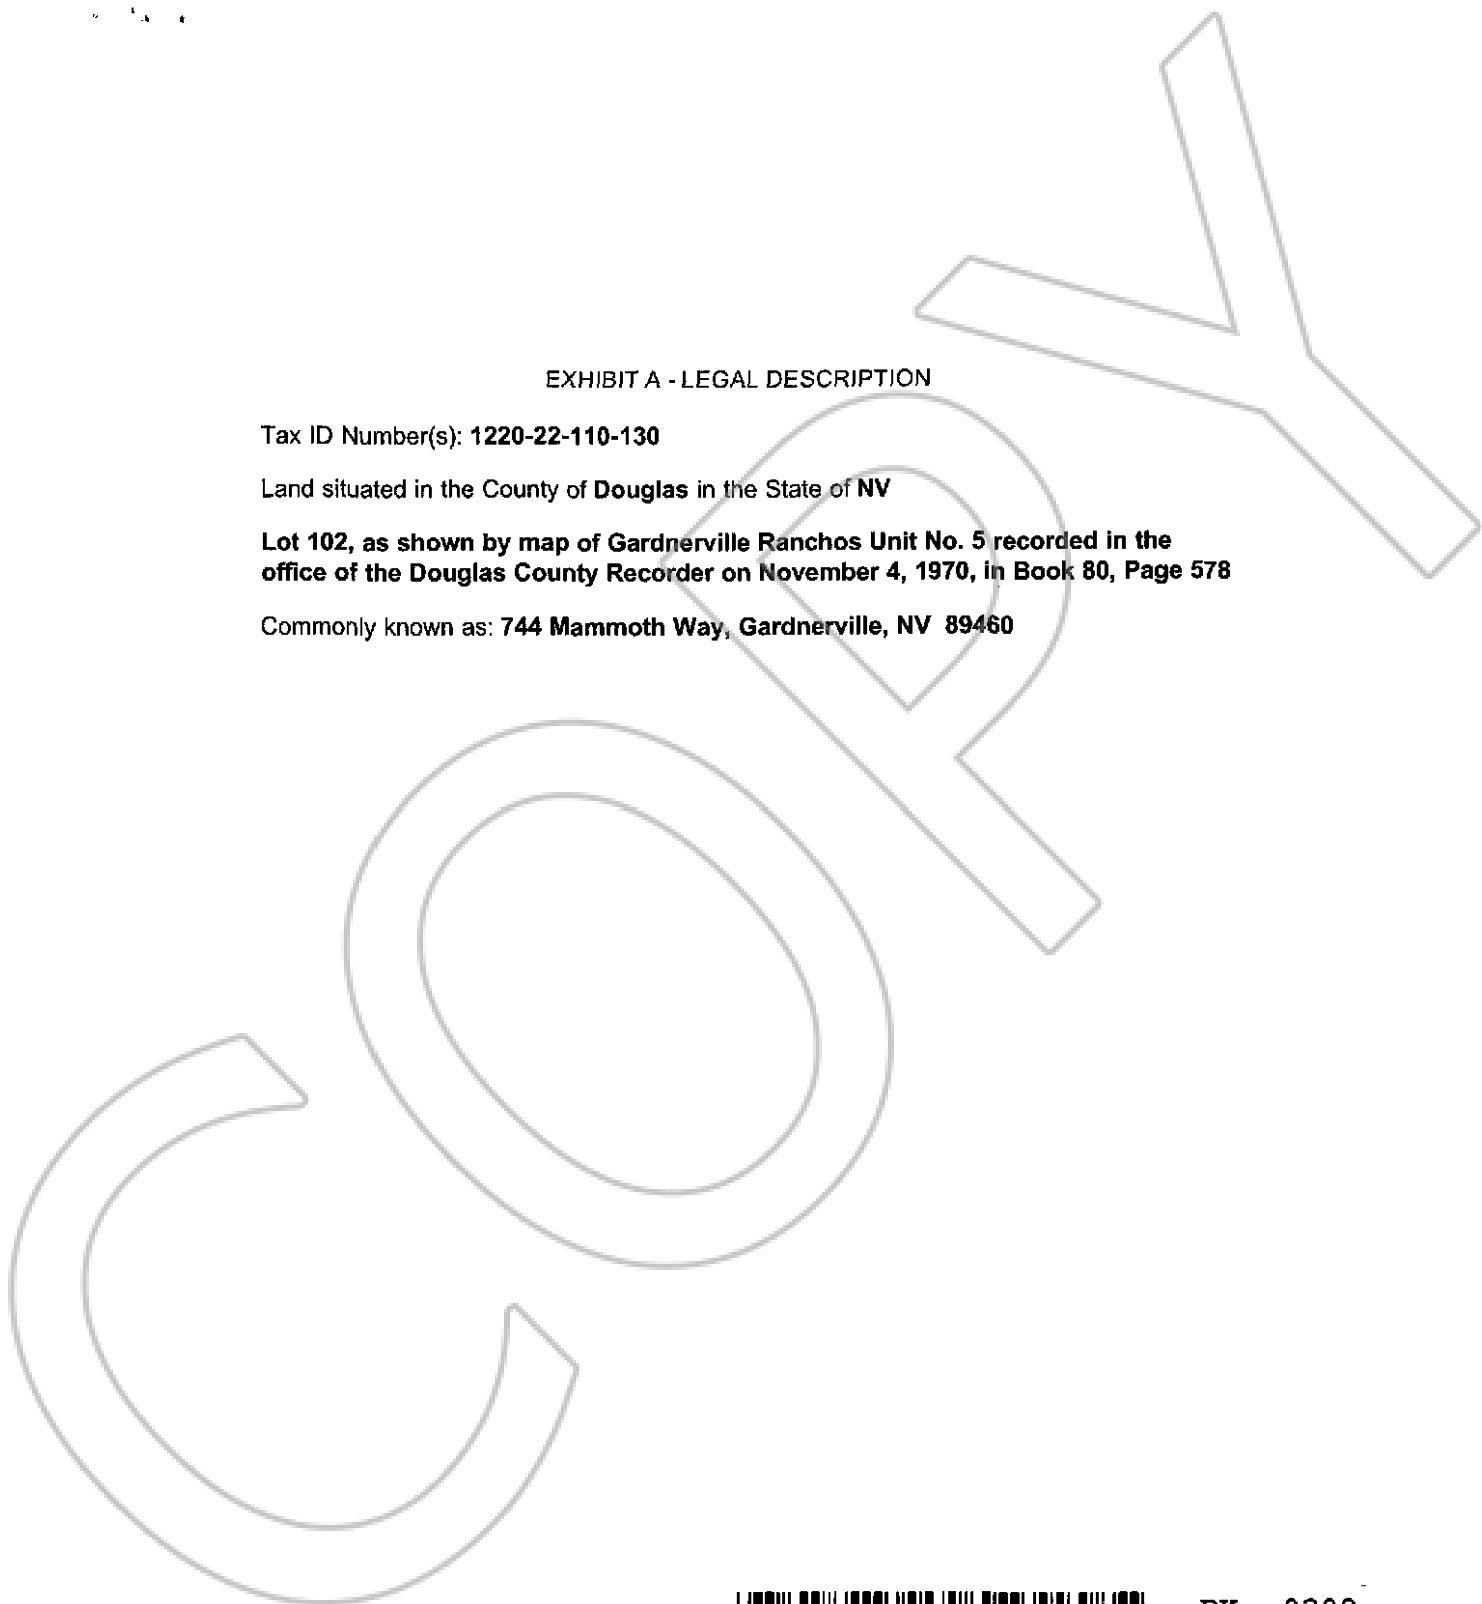 EXHIBIT A - LEGAL DESCRIPTION
Tax ID Number(s): 1220-22-110-130
Land situated in the County of Douglas in the State of NV
Lot 102, as shown by map of Gardnerville Ranchos Unit No. 5 recorded in the
office of the Douglas County Recorder on November 4, 1970, in Book 80, Page 578
Commonly known as: 744 Mammoth Way, Gardnerville, NV 89460
COPY